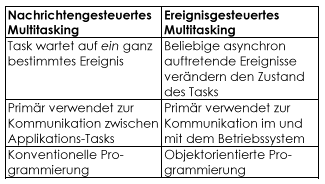 Nachrichtengesteuertes
Multitasking
Ereignisgesteuertes
Multitasking
Task wartet auf ein ganz
bestimmtes Ereignis
Beliebige asynchron
auftretende Ereignisse
verändern den Zustand
des Tasks
Primär verwendet zur
Kommunikation zwischen
Applikations-Tasks
Primär verwendet zur
Kommunikation im und
mit dem Betriebssystem
Konventionelle Pro-
grammierung
Objektorientierte Pro-
grammierung